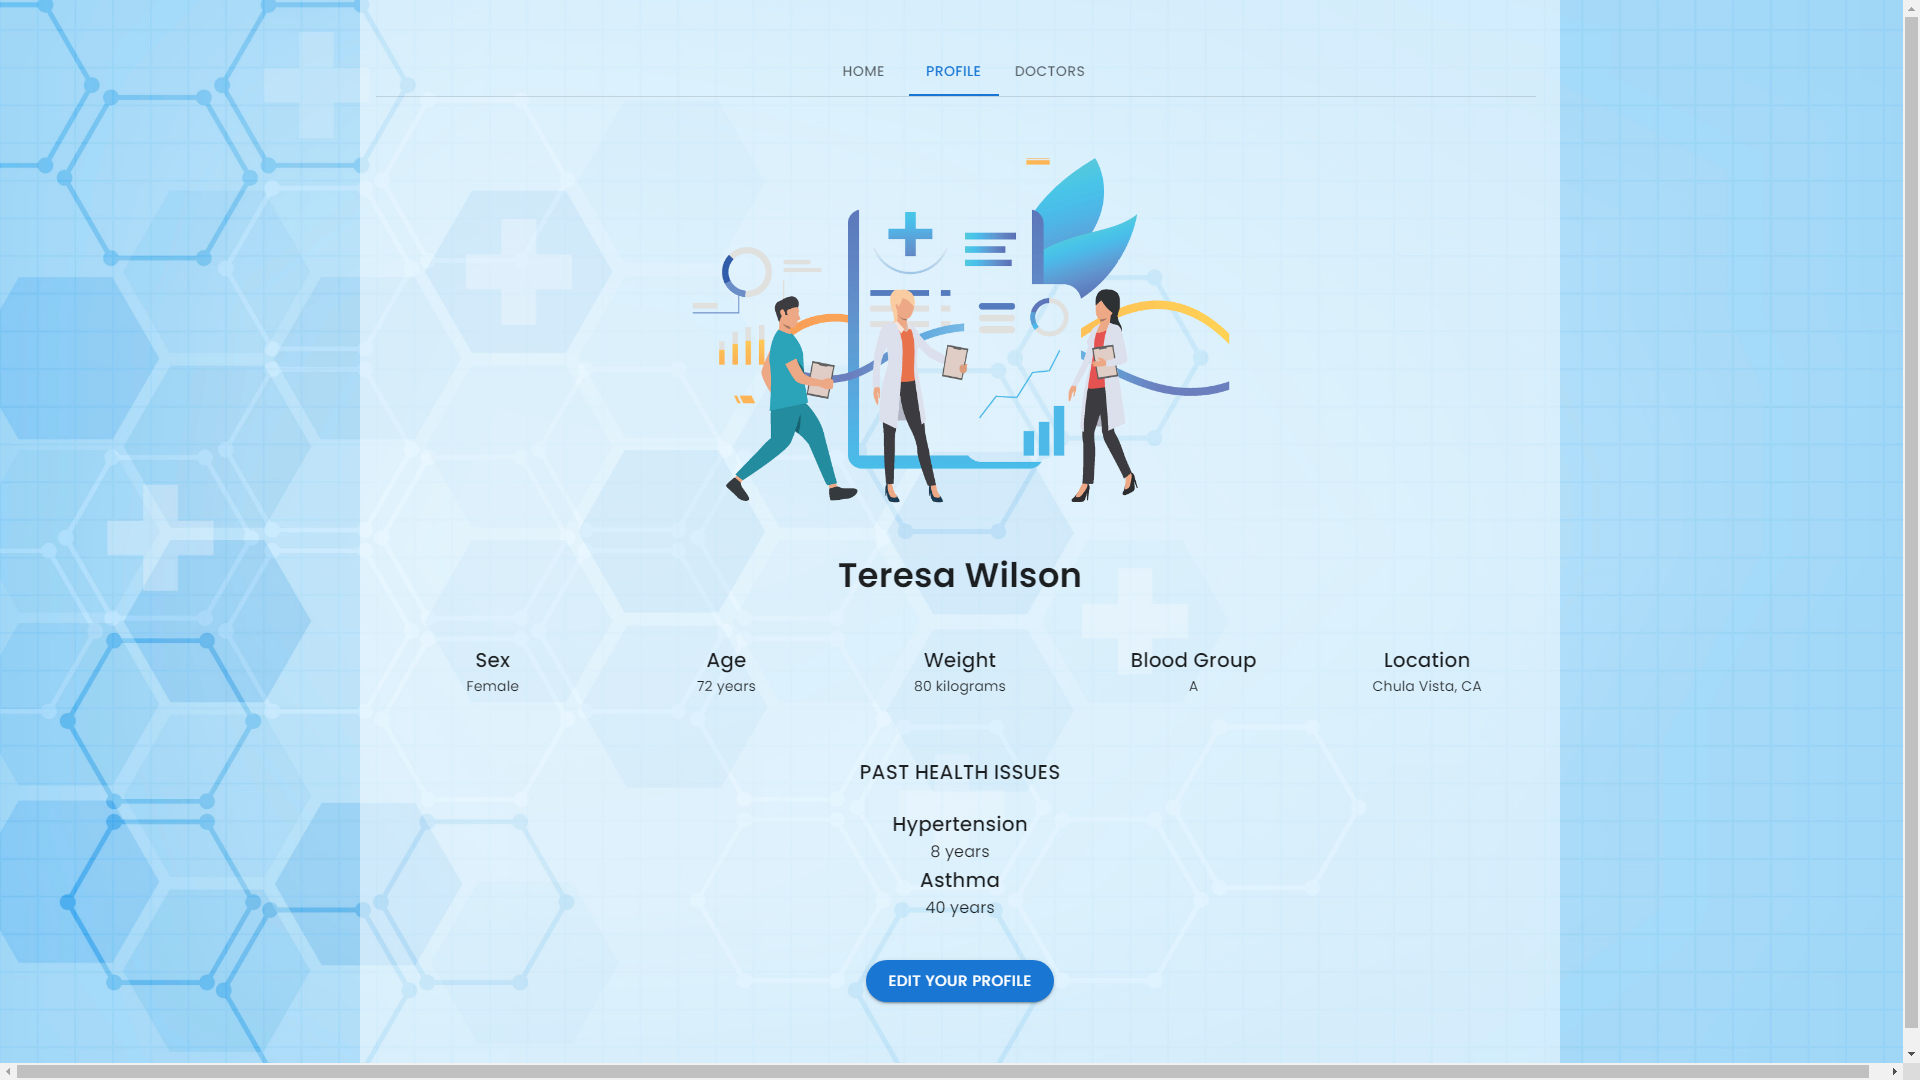 HOME PROFILE DOCTORS
Teresa Wilson
Sex Age Weight Blood Group Location
Female 72 years 80 kilograms A Chula Vista, CA
PAST HEALTH ISSUES
Hypertension
8 years
Asthma
40 years
EDIT YOUR PROFILE